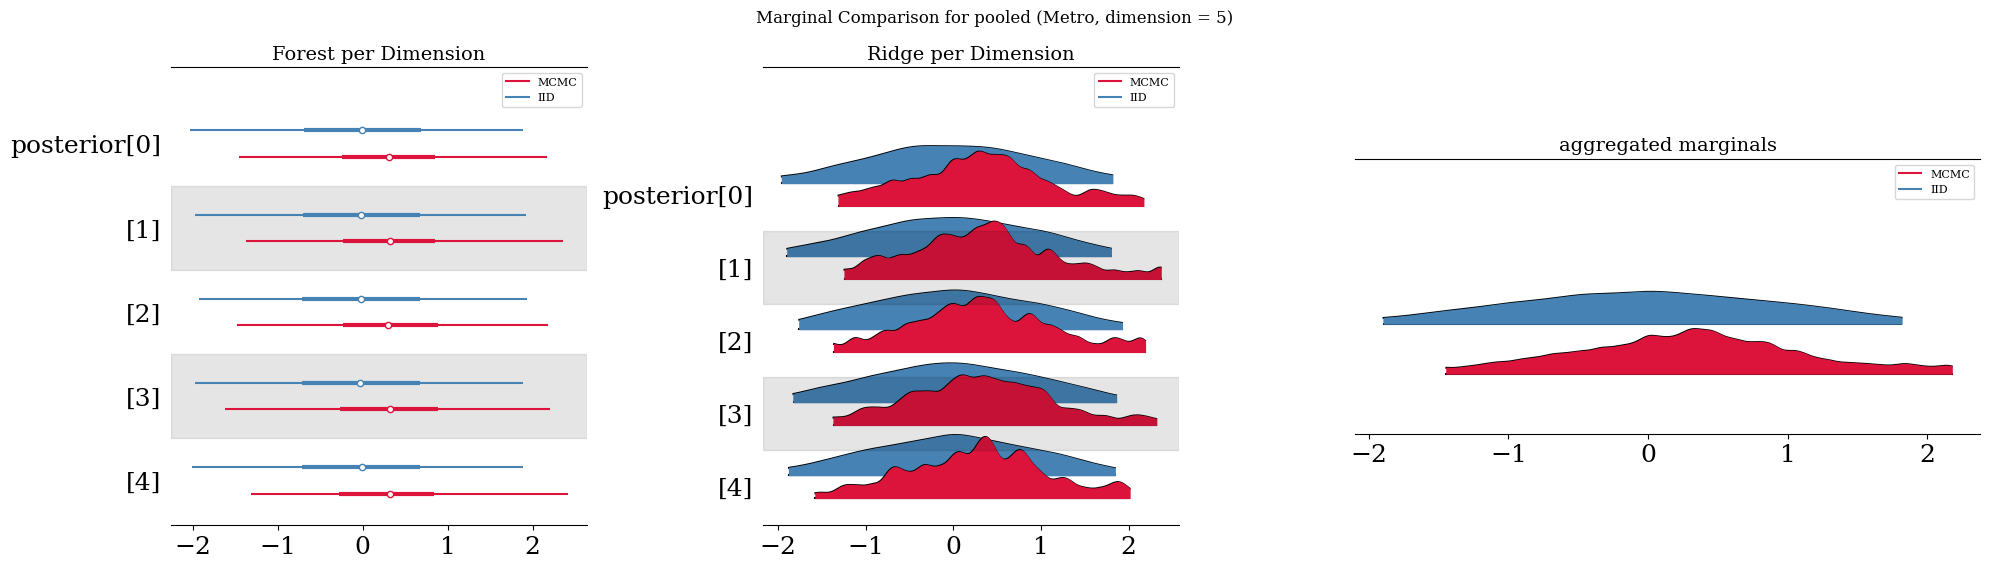 Marginal Comparison for pooled (Metro, dimension = 5)
Forest per Dimension
MCMC
IID
posterior[0]
[1]
[2]
[3]
[4]
−2 −1 0 1 2
Ridge per Dimension
MCMC
IID
posterior[0]
[1]
[2]
[3]
[4]
−2 −1 0 1 2
aggregated marginals
MCMC
IID
−2 −1 0 1 2